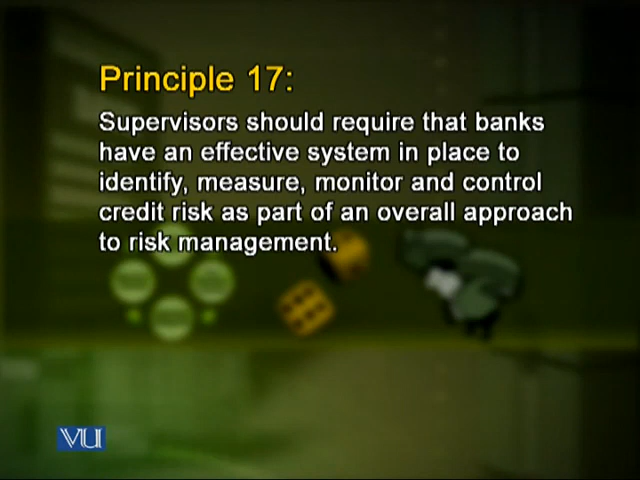 Principle 17:
Supervisors should require that banks
have an effective system in place to
identify, measure, monitor and control
credit risk as part of an overall approach
to risk management.
VU